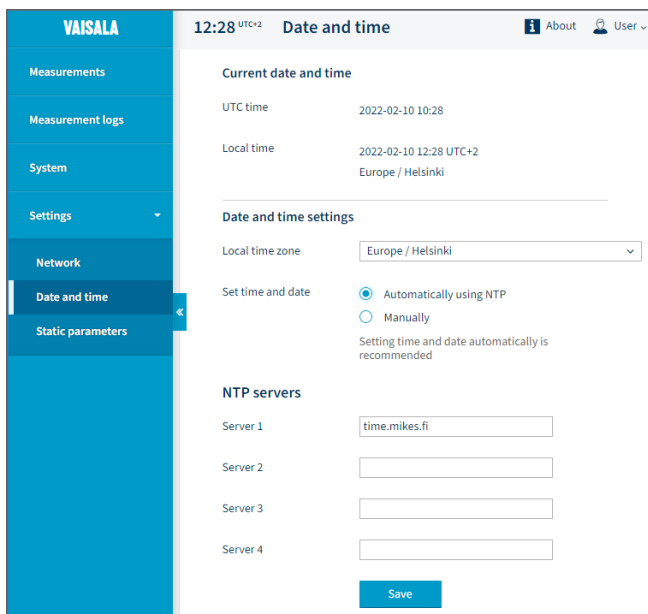 VAISALA
12:28 UTC+2 Date and time
About User
Measurements
Measurement logs
System
Settings
Network
Date and time
Static parameters
Current date and time
UTC time 2022-02-10 10:28
Local time 2022-02-10 12:28 UTC+2
Europe / Helsinki
Date and time settings
Local time zone Europe / Helsinki
Set time and date Automatically using NTP
Manually
Setting time and date automatically is
recommended
NTP servers
Server 1 time.mikes.fi
Server 2
Server 3
Server 4
Save